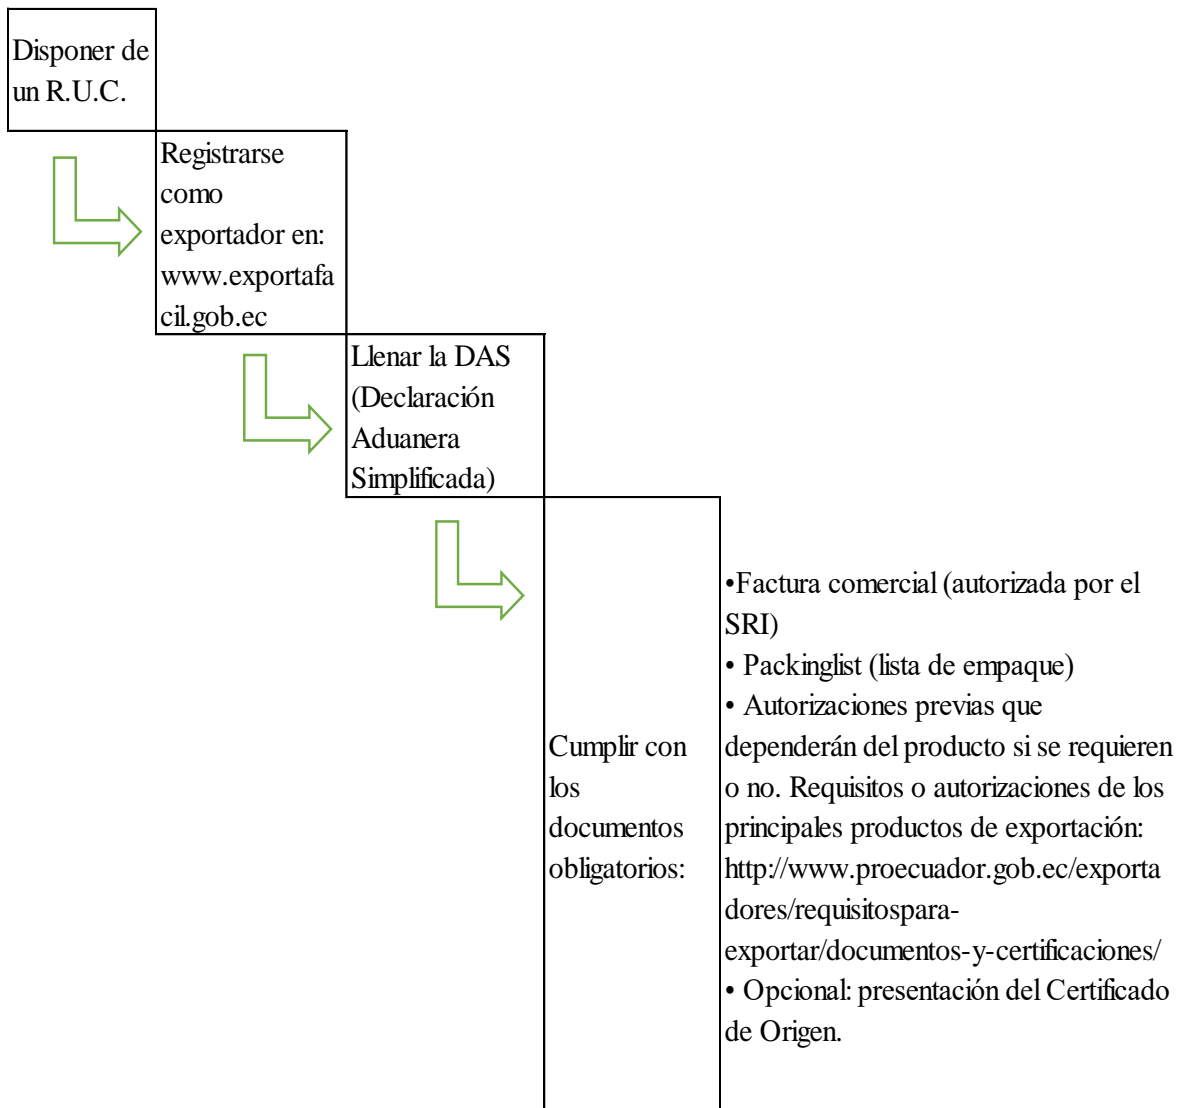 Disponer de
un R.U.C.
Registrarse
como
exportador en:
www.exportafa
cil.gob.ec
Llenar la DAS
(Declaración
Aduanera
Simplificada)
Cumplir con
los
documentos
obligatorios:
•Factura comercial (autorizada por el
SRI)
• Packinglist (lista de empaque)
• Autorizaciones previas que
dependerán del producto si se requieren
o no. Requisitos o autorizaciones de los
principales productos de exportación:
http://www.proecuador.gob.ec/exporta
dores/requisitospara-
exportar/documentos-y-certificaciones/
• Opcional: presentación del Certificado
de Origen.